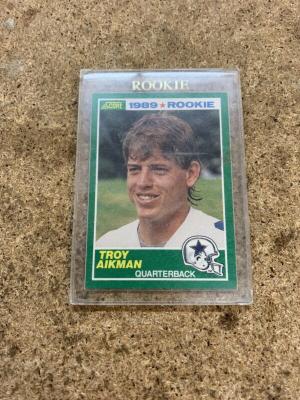 ROOKIE
SCORE 1989 ★ ROOKIE
TROY
AIKMAN
QUARTERBACK